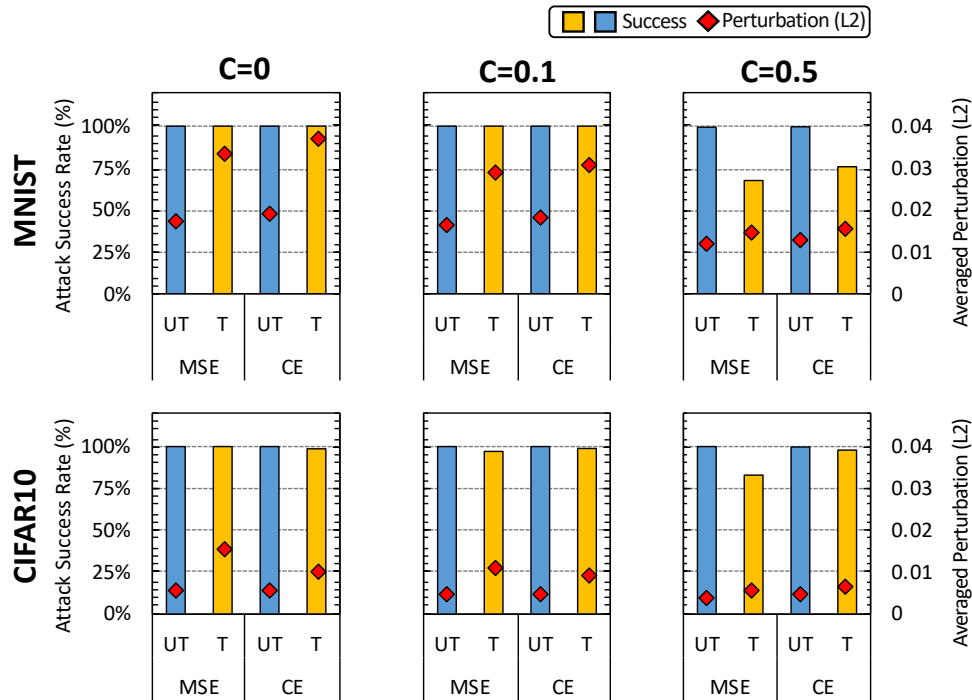 Success Perturbation (L2)
C=0 C=0.1 C=0.5
MNIST
Attack Success Rate (%)
100%
75%
50%
25%
0%
0.04
0.03
0.02
0.01
0
Averaged Perturbation (L2)
UT T UT T UT T UT T UT T UT T
MSE CE MSE CE MSE CE
CIFAR10
Attack Success Rate (%)
100%
75%
50%
25%
0%
0.04
0.03
0.02
0.01
0
Averaged Perturbation (L2)
UT T UT T UT T UT T UT T UT T
MSE CE MSE CE MSE CE